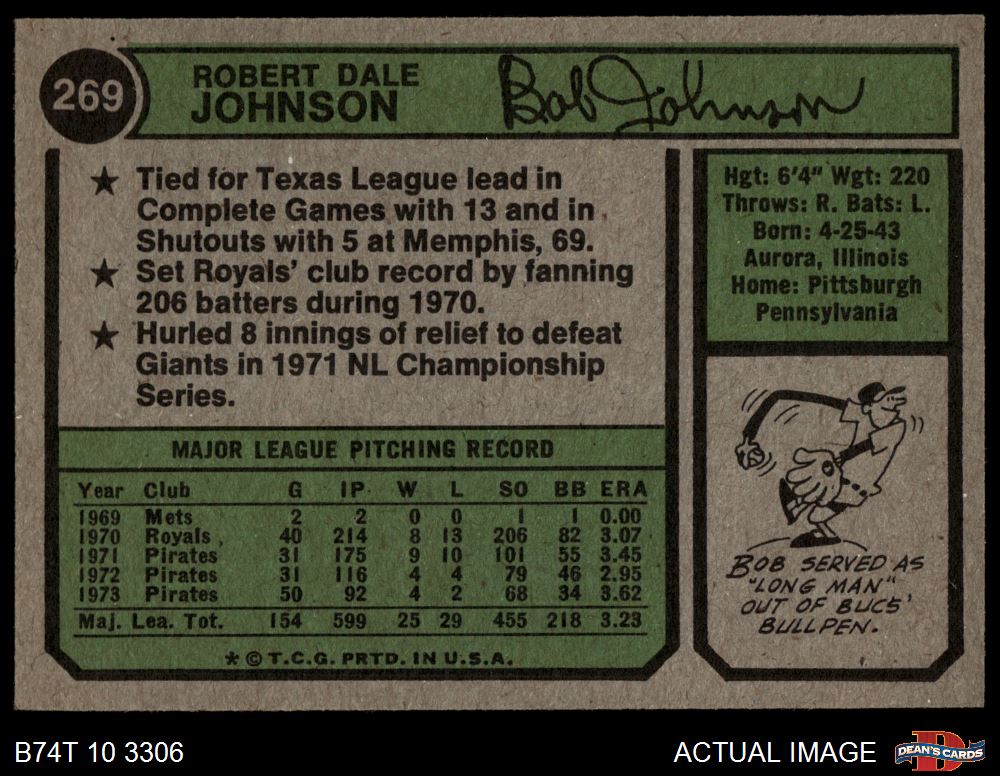 269
ROBERT DALE
JOHNSON
Bob Johnson
★ Tied for Texas League lead in
Complete Games with 13 and in
Shutouts with 5 at Memphis, 69.
★ Set Royals' club record by fanning
206 batters during 1970.
★ Hurled 8 innings of relief to defeat
Giants in 1971 NL Championship
Series.
Hgt: 6'4" Wgt: 220
Throws: R. Bats: L.
Born: 4-25-43
Aurora, Illinois
Home: Pittsburgh
Pennsylvania
MAJOR LEAGUE PITCHING RECORD
Year Club G IP W L SO BB ERA
1969 Mets 2 2 0 0 1 1 0.00
1970 Royals 40 214 8 13 206 82 3.07
1971 Pirates 31 175 9 10 101 55 3.45
1972 Pirates 31 116 4 4 79 46 2.95
1973 Pirates 50 92 4 2 68 34 3.62
Maj. Lea. Tot. 154 599 25 29 455 218 3.23
* © T.C.G. PRTD. IN U.S.A.
BOB SERVED AS
"LONG MAN"
OUT OF BUCS'
BULLPEN.
B74T 10 3306
ACTUAL IMAGE
DEAN'S CARDS